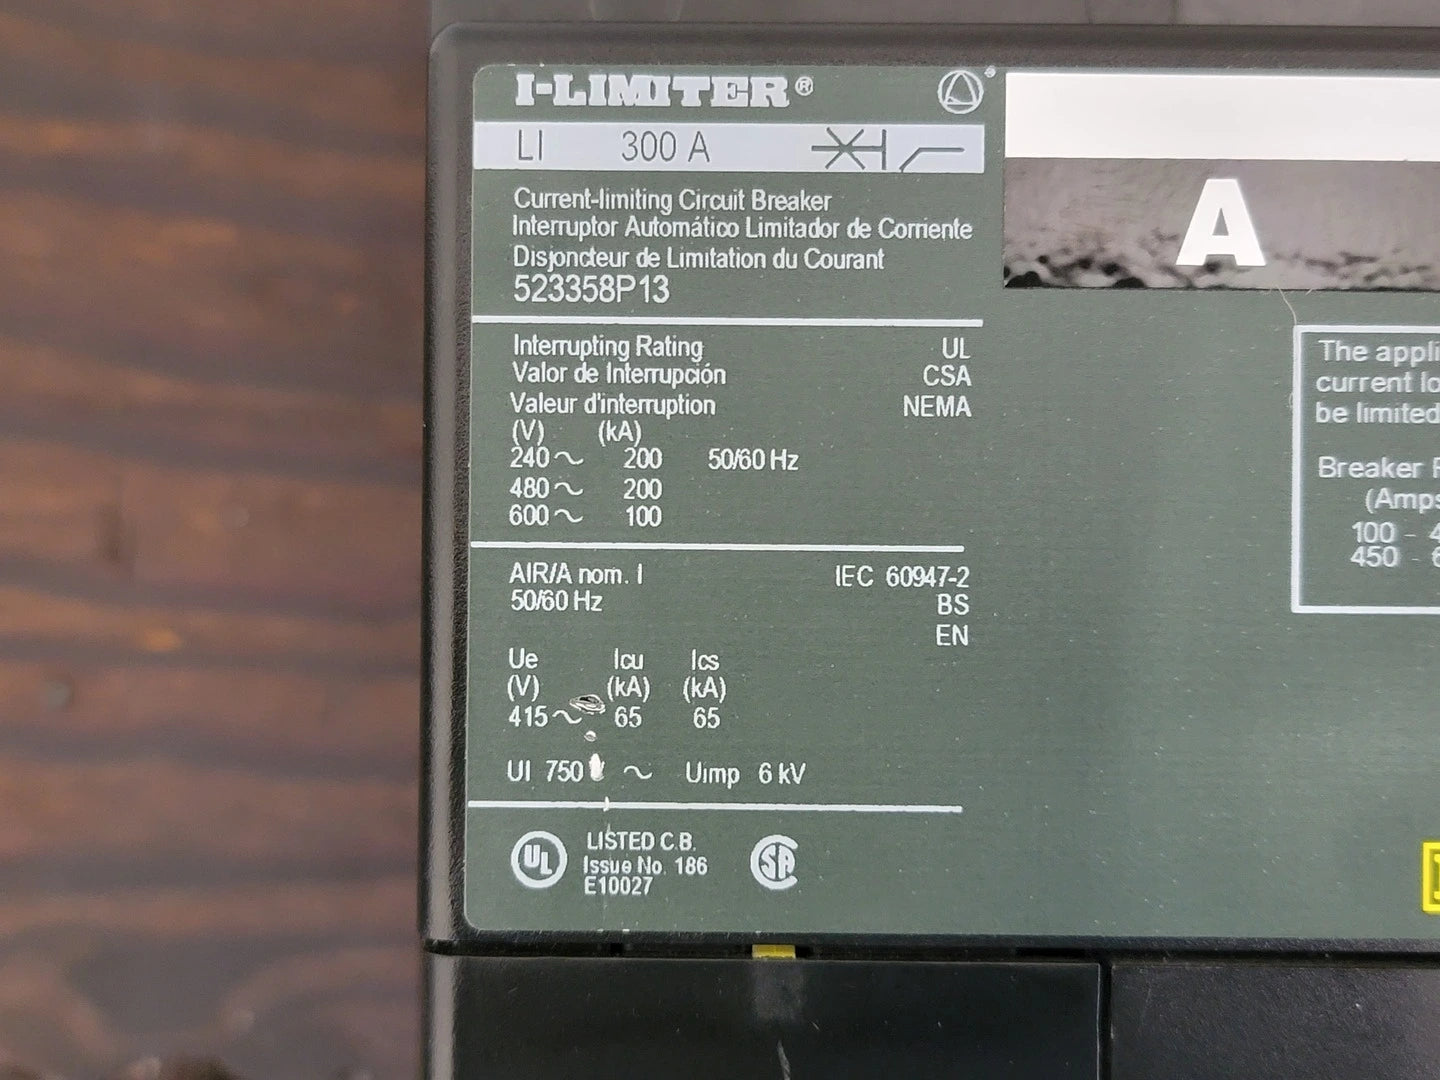 I-LIMITER®
LI 300 A
Current-limiting Circuit Breaker
Interruptor Automático Limitador de Corriente
Disjoncteur de Limitation du Courant
523358P13
Interrupting Rating UL
Valor de Interrupción CSA
Valeur d'interruption NEMA
(V) (kA)
240～ 200 50/60 Hz
480～ 200
600～ 100
AIR/A nom. I IEC 60947-2
50/60 Hz BS
EN
Ue Icu Ics
(V) (kA) (kA)
415～ 65 65
UI 750 ～ Uimp 6 kV
UL LISTED C.B.
Issue No. 186
E10027
SA
A
The
current
be limited
Breaker
100 -
450 -